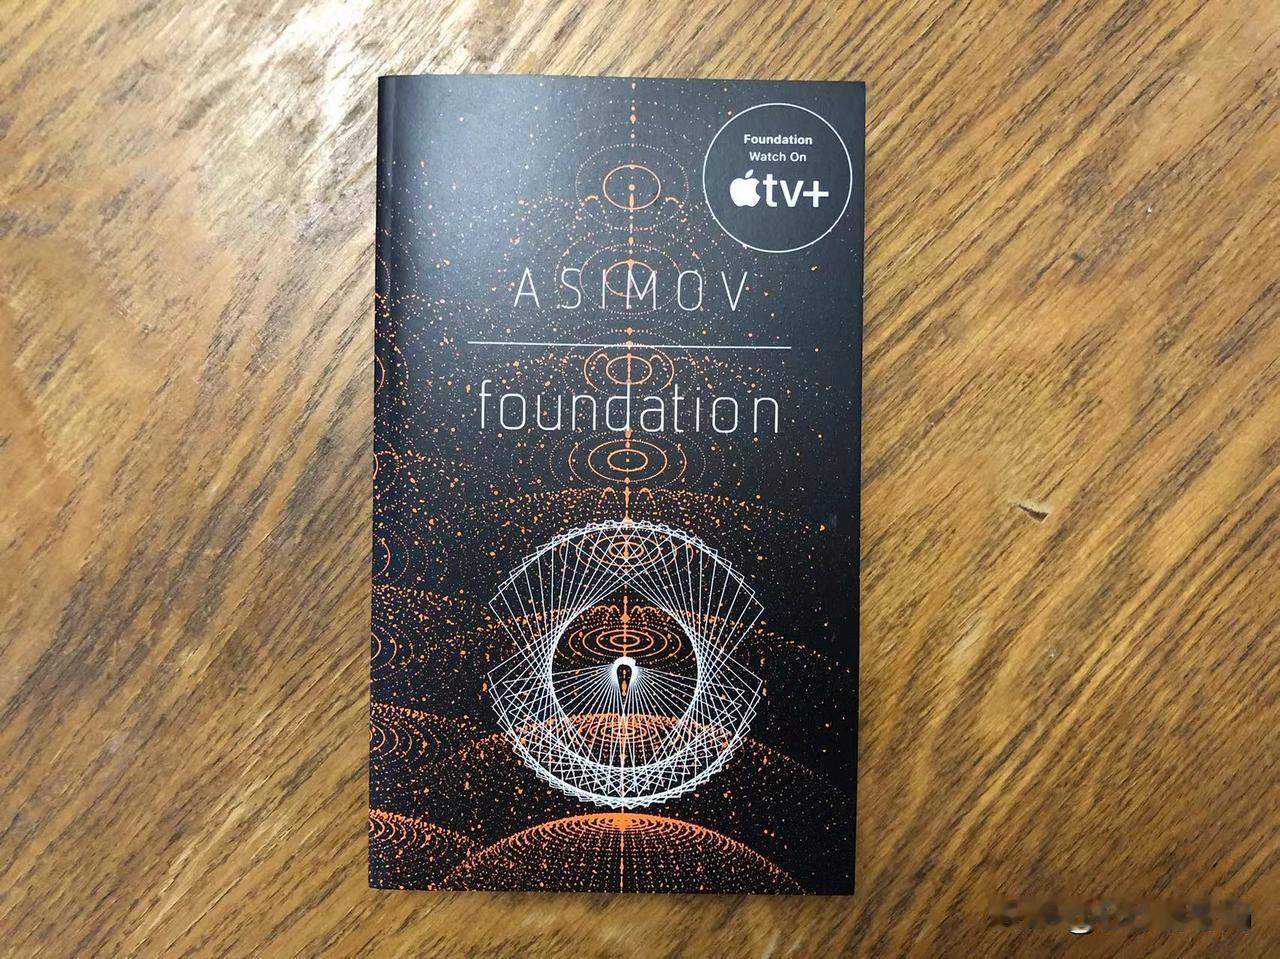 Foundation
Watch On
tv+
ASIMOV
foundation